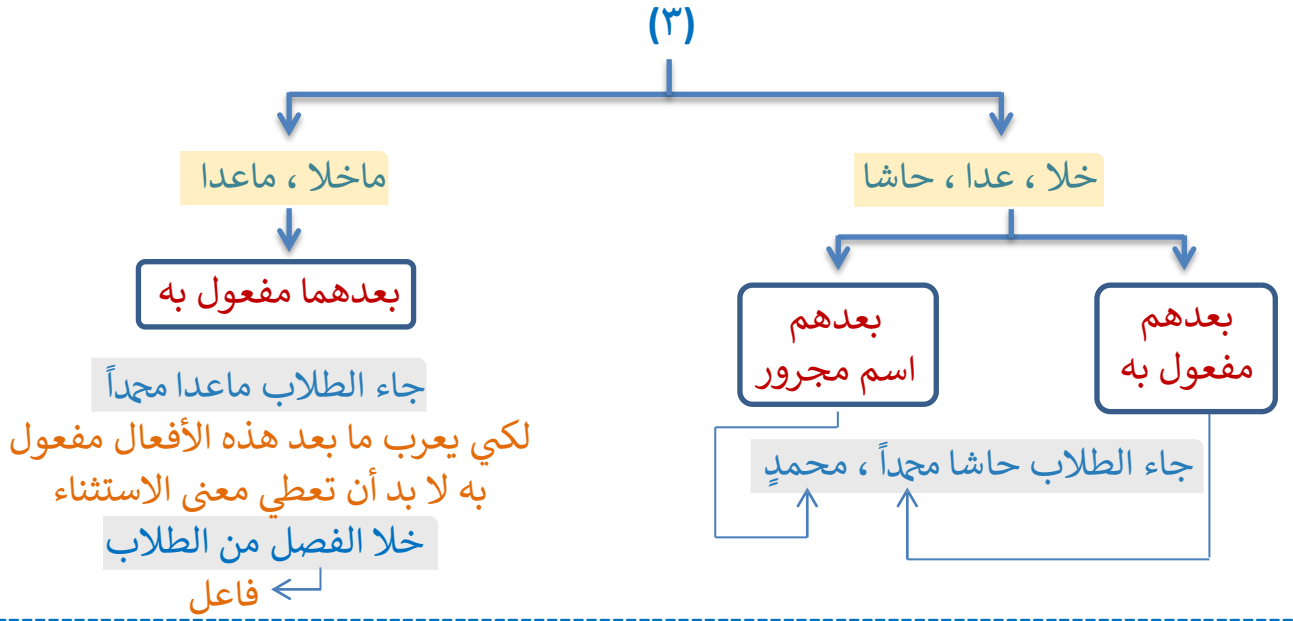 (٣)
خلا ، عدا ، حاشا
ماخلا ، ماعدا
بعدهم
مفعول به
بعدهم
اسم مجرور
جاء الطلاب حاشا محمداً ، محمدٍ
بعدهما مفعول به
جاء الطلاب ماعدا محمداً
لكي يعرب ما بعد هذه الأفعال مفعول
به لا بد أن تعطي معنى الاستثناء
خلا الفصل من الطلاب
فاعل